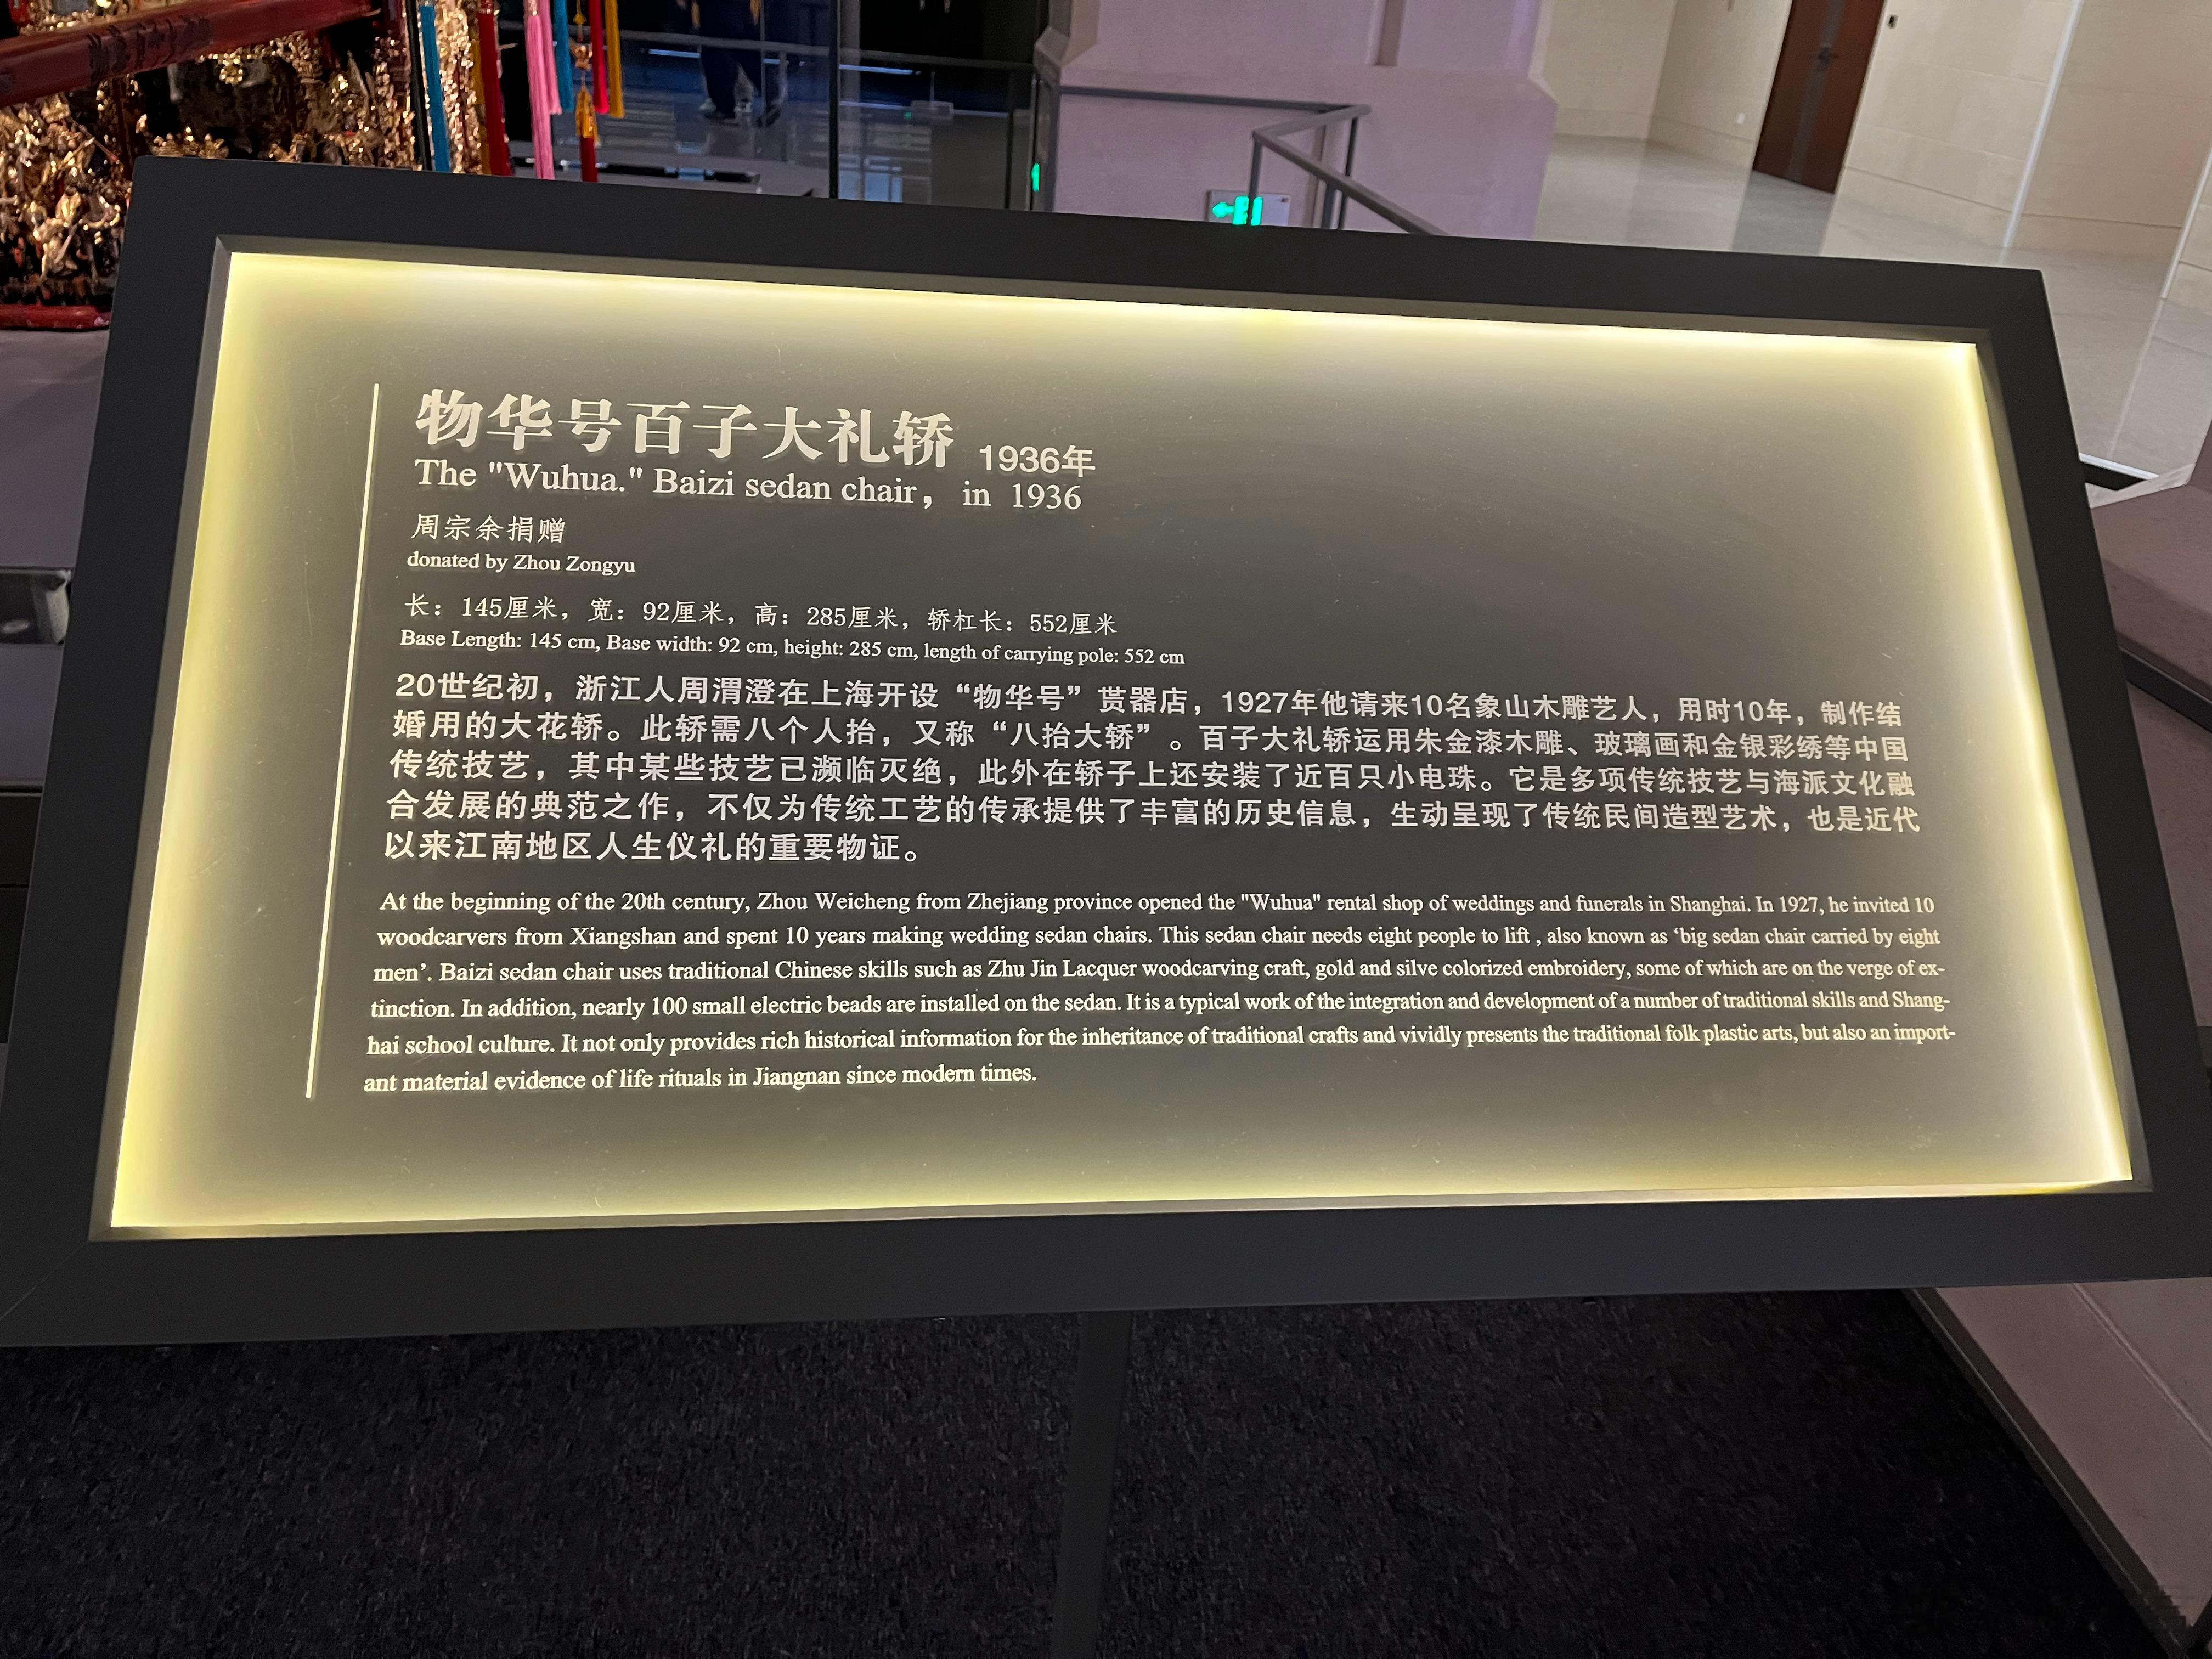 物华号百子大礼轿 1936年
The "Wuhua." Baizi sedan chair, in 1936
周宗余捐赠
donated by Zhou Zongyu
长：145厘米，宽：92厘米，高：285厘米，轿杠长：552厘米
Base Length: 145 cm, Base width: 92 cm, height: 285 cm, length of carrying pole: 552 cm
20世纪初，浙江人周渭澄在上海开设“物华号”贳器店，1927年他请来10名象山木雕艺人，用时10年，制作结
婚用的大花轿。此轿需八个人抬，又称“八抬大轿”。百子大礼轿运用朱金漆木雕、玻璃画和金银彩绣等中国
传统技艺，其中某些技艺已濒临灭绝，此外在轿子上还安装了近百只小电珠。它是多项传统技艺与海派文化融
合发展的典范之作，不仅为传统工艺的传承提供了丰富的历史信息，生动呈现了传统民间造型艺术，也是近代
以来江南地区人生仪礼的重要物证。
At the beginning of the 20th century, Zhou Weicheng from Zhejiang province opened the "Wuhua" rental shop of weddings and funerals in Shanghai. In 1927, he invited 10
woodcarvers from Xiangshan and spent 10 years making wedding sedan chairs. This sedan chair needs eight people to lift , also known as ‘big sedan chair carried by eight
men’. Baizi sedan chair uses traditional Chinese skills such as Zhu Jin Lacquer woodcarving craft, gold and silve colorized embroidery, some of which are on the verge of ex-
tinction. In addition, nearly 100 small electric beads are installed on the sedan. It is a typical work of the integration and development of a number of traditional skills and Shang-
hai school culture. It not only provides rich historical information for the inheritance of traditional crafts and vividly presents the traditional folk plastic arts, but also an import-
ant material evidence of life rituals in Jiangnan since modern times.